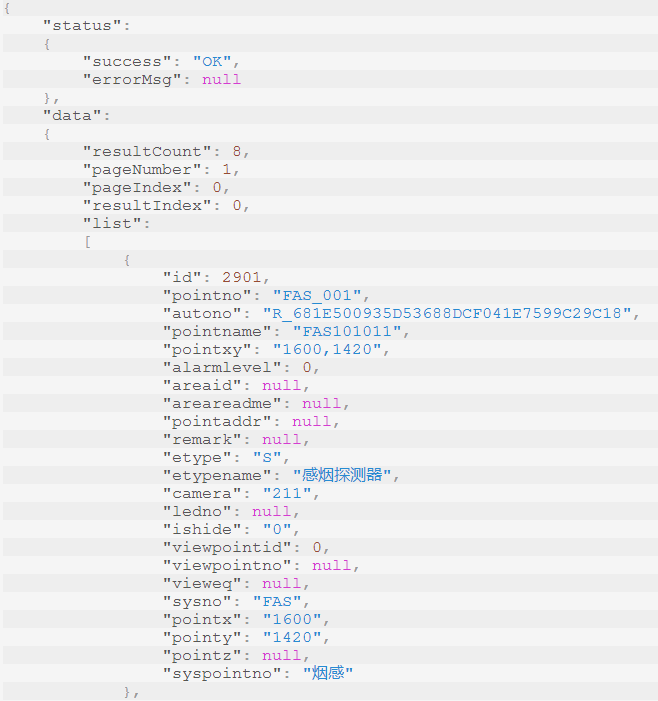 {
"status":
{
"success": "OK",
"errorMsg": null
},
"data":
{
"resultCount": 8,
"pageNumber": 1,
"pageIndex": 0,
"resultIndex": 0,
"list":
[
{
"id": 2901,
"pointno": "FAS_001",
"autono": "R_681E500935D53688DCF041E7599C29C18",
"pointname": "FAS101011",
"pointxy": "1600,1420",
"alarmlevel": 0,
"areaid": null,
"areareadme": null,
"pointaddr": null,
"remark": null,
"etype": "S",
"etypename": "感烟探测器",
"camera": "211",
"ledno": null,
"ishide": "0",
"viewpointid": 0,
"viewpointno": null,
"vieweq": null,
"sysno": "FAS",
"pointx": "1600",
"pointy": "1420",
"pointz": null,
"syspointno": "烟感"
},